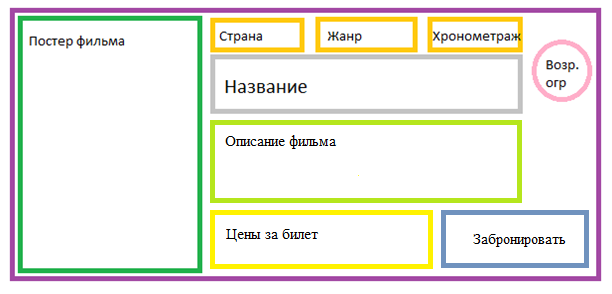 Постер фильма
Страна
Жанр
Хронометраж
Возр.
огр
Название
Описание фильма
Цены за билет
Забронировать